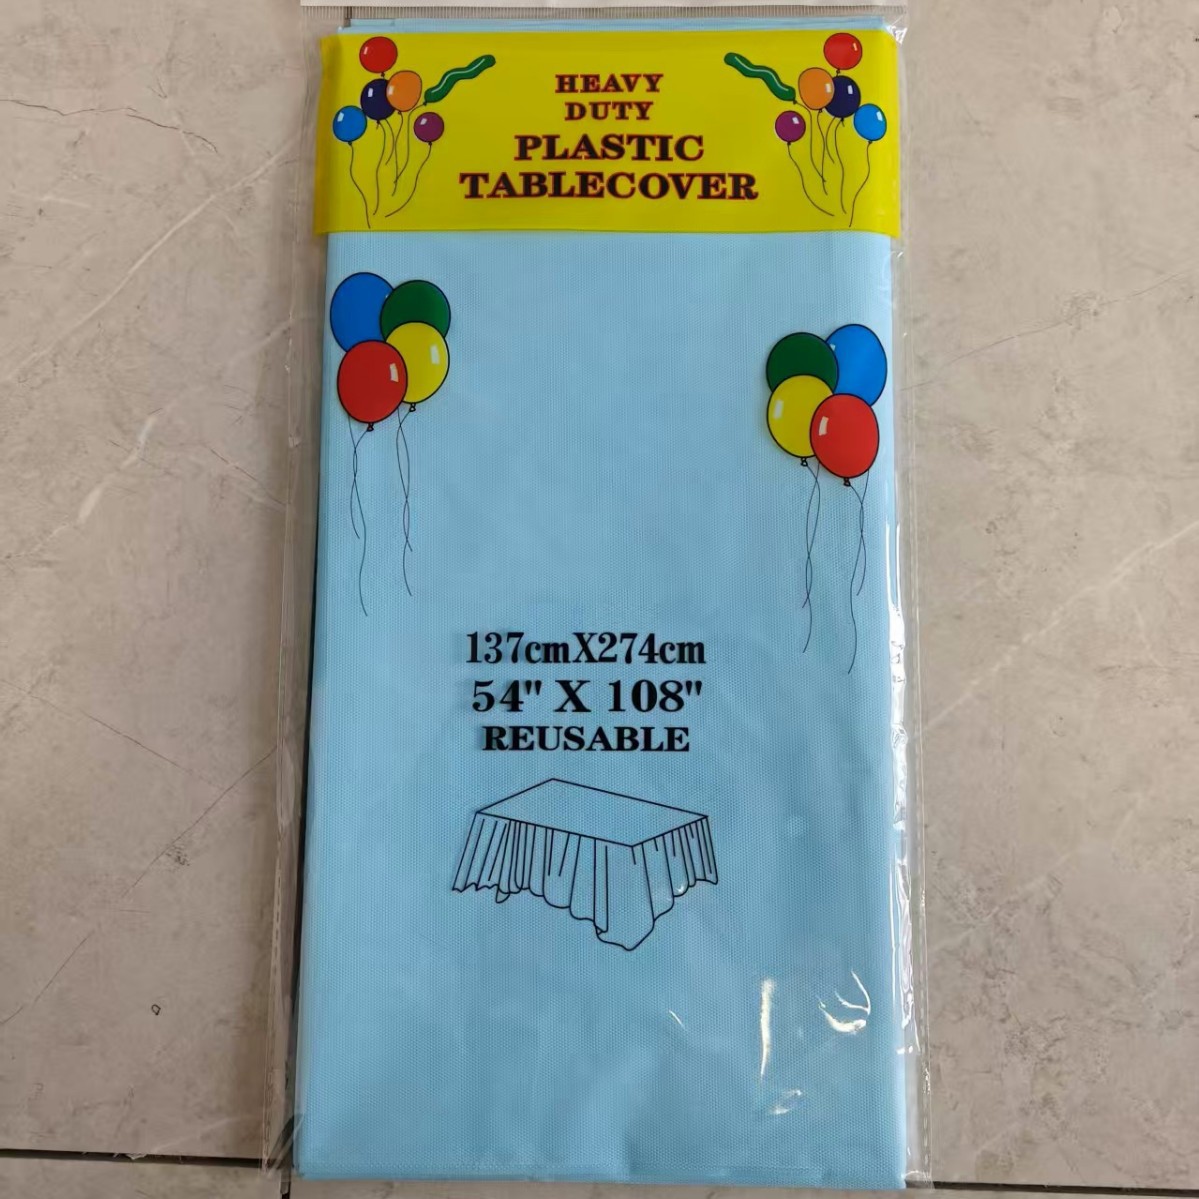 HEAVY
DUTY
PLASTIC
TABLECOVER
137cmX274cm
54" X 108"
REUSABLE